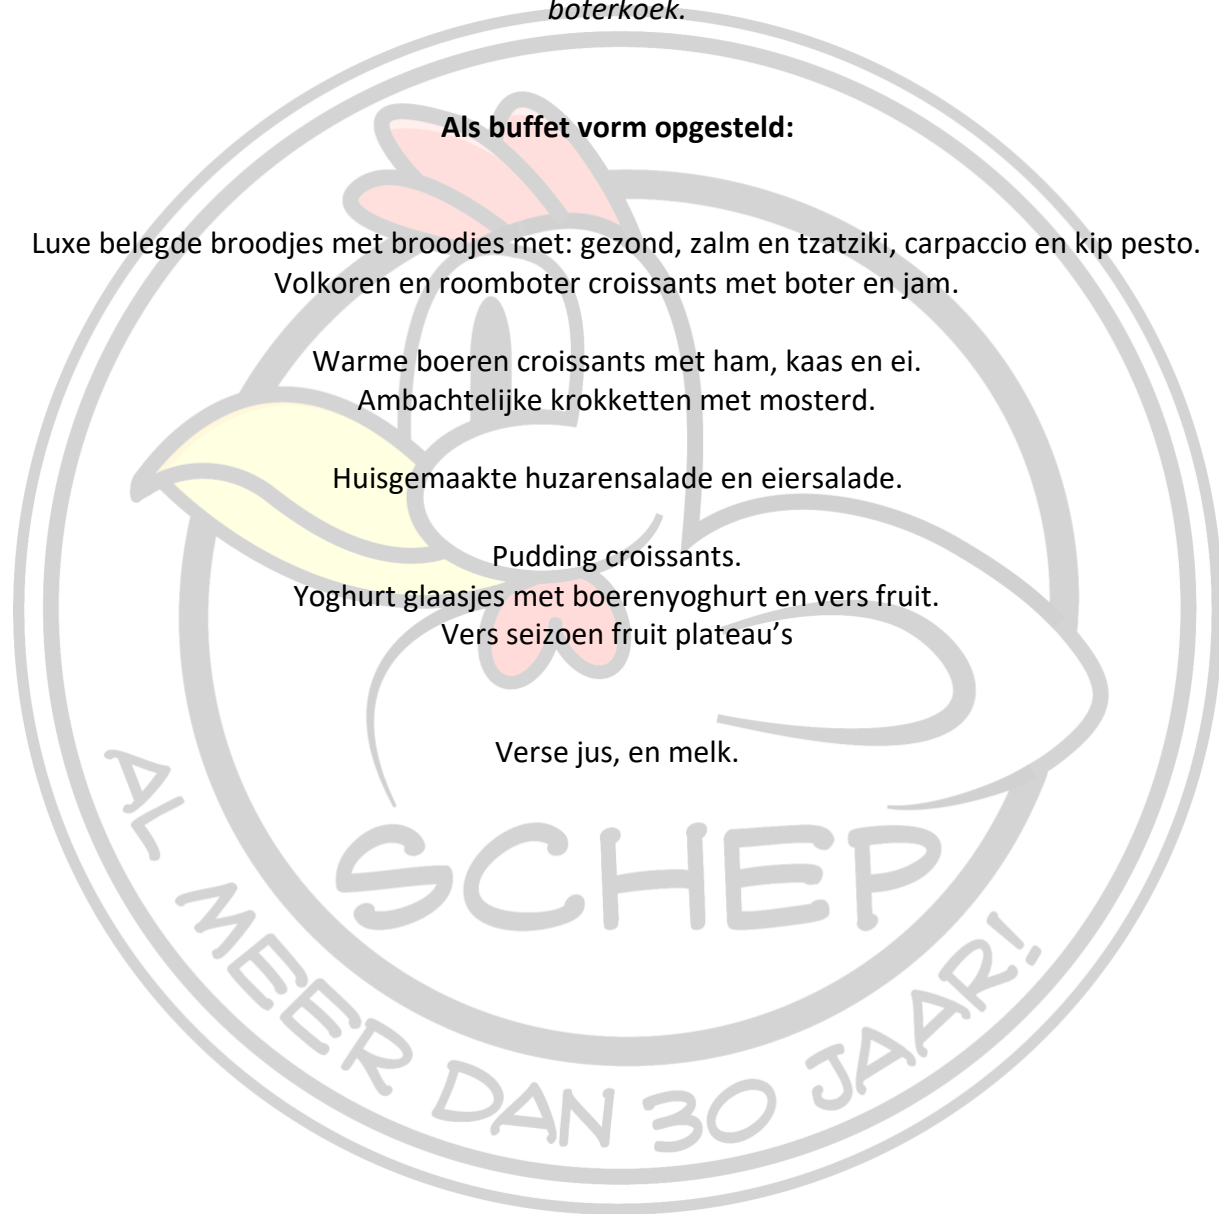 boterkoek.
Als buffet vorm opgesteld:
Luxe belegde broodjes met broodjes met: gezond, zalm en tzatziki, carpaccio en kip pesto.
Volkoren en roomboter croissants met boter en jam.
Warme boeren croissants met ham, kaas en ei.
Ambachtelijke krokketten met mosterd.
Huisgemaakte huzarensalade en eiersalade.
Pudding croissants.
Yoghurt glaasjes met boerenyoghurt en vers fruit.
Vers seizoen fruit plateau’s
Verse jus, en melk.
SCHEP
AL MEER DAN 30 JAAR!